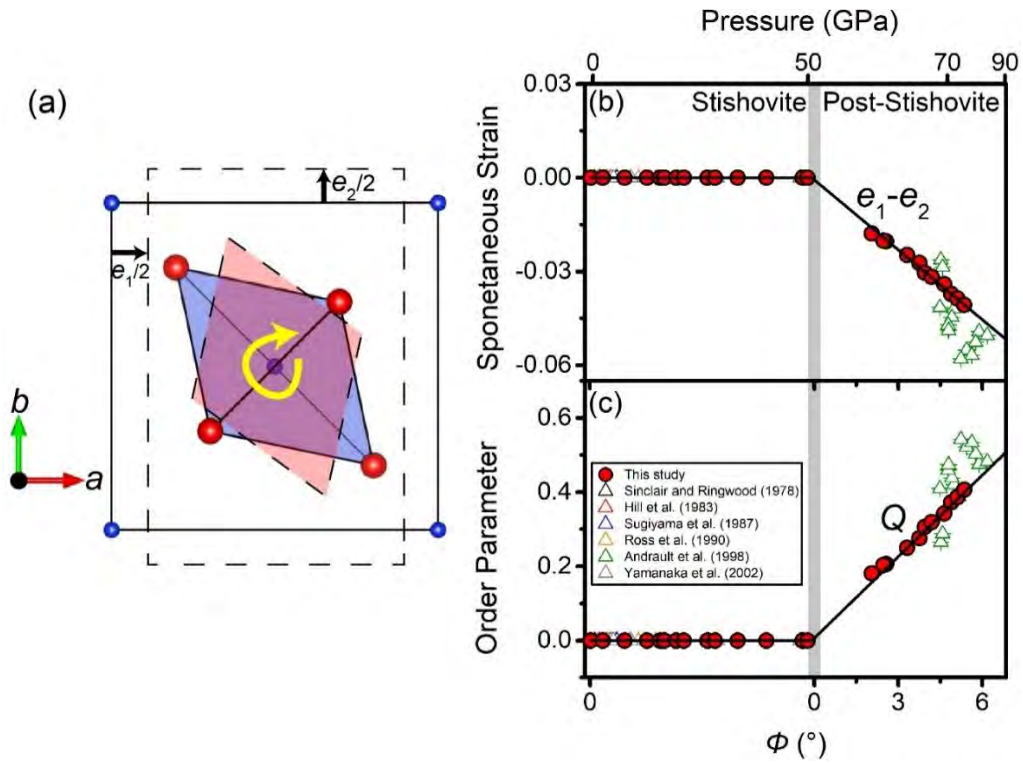 (a)
e₂/2
e₁/2
b
a
Pressure (GPa)
0 50 70 90
(b) Stishovite Post-Stishovite
Sponetaneous Strain
0.03
0.00
-0.03
-0.06
e₁-e₂
(c)
Order Parameter
0.6
0.4
0.2
0.0
Q
This study
Sinclair and Ringwood (1978)
Hill et al. (1983)
Sugiyama et al. (1987)
Ross et al. (1990)
Andrault et al. (1998)
Yamanaka et al. (2002)
0 0 3 6
Φ (°)